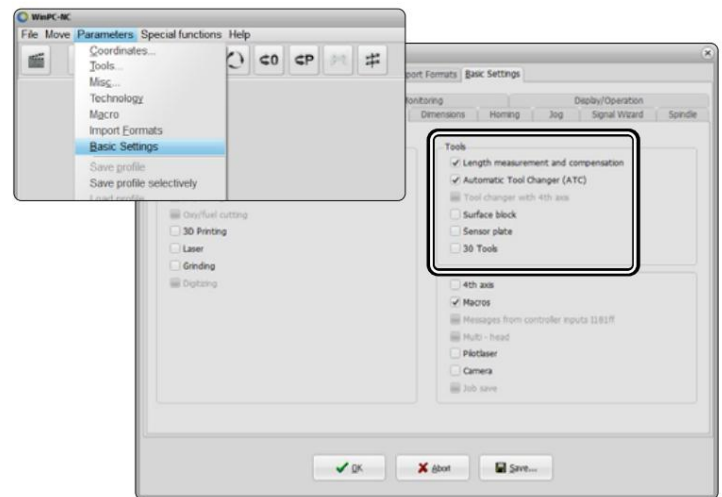 WinPC-NC
File Move Parameters Special functions Help
Coordinates...
Tools...
Misc...
Technology
Macro
Import Formats
Basic Settings
Save profile
Save profile selectively
Load profile
port Formats Basic Settings
onitoring Display/Operation
Dimensions Homing Jog Signal Wizard Spindle
Tools
Length measurement and compensation
Automatic Tool Changer (ATC)
Tool changer with 4th axis
Surface block
Sensor plate
30 Tools
Oxy/fuel cutting
3D Printing
Laser
Grinding
Digitizing
4th axis
Macros
Messages from controller inputs I181ff
Multi - head
Pilotlaser
Camera
Job save
OK Abort Save...